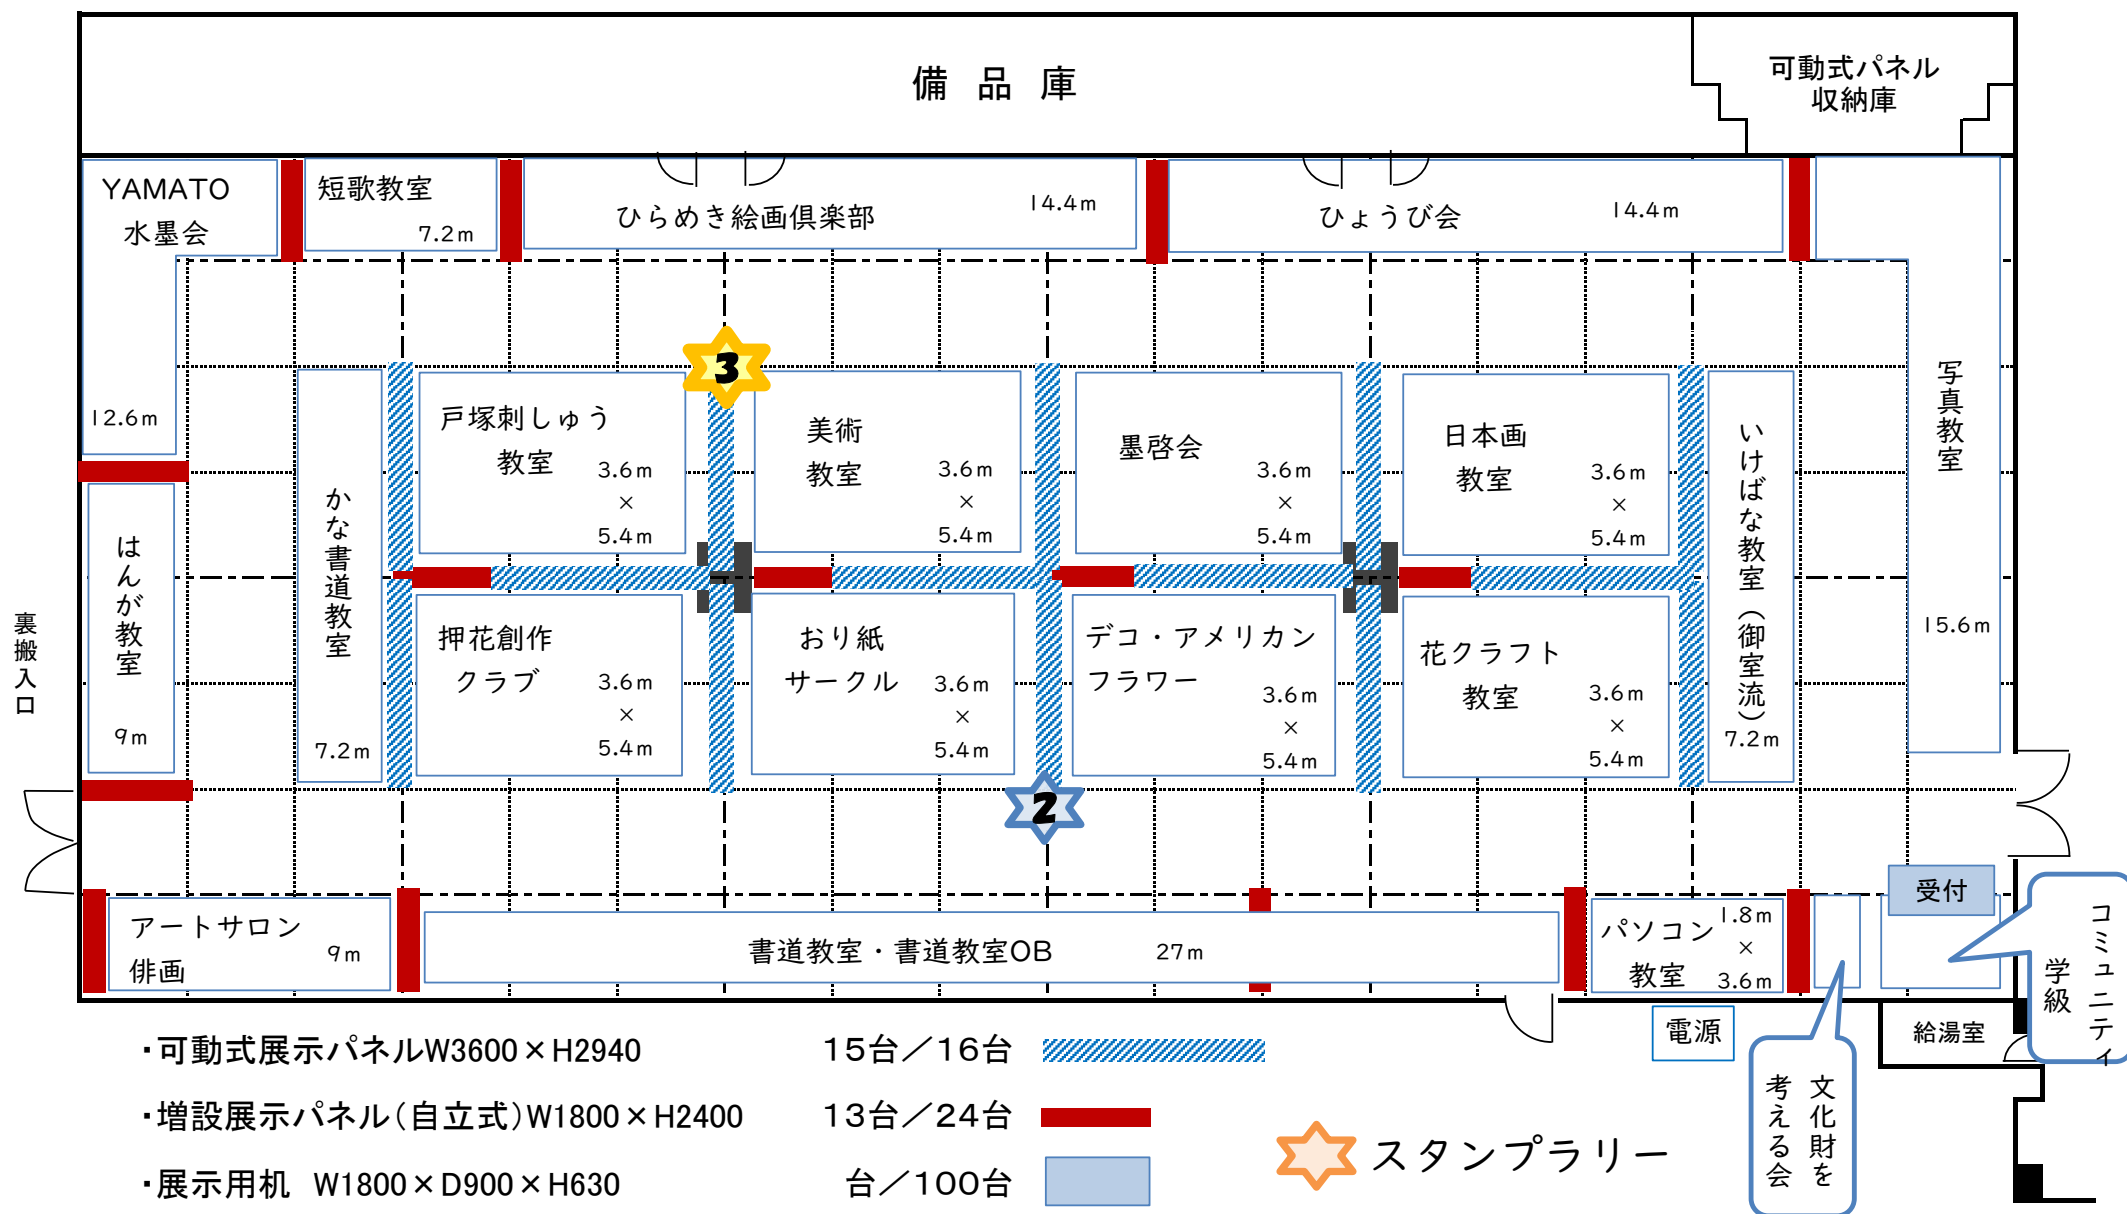 備品庫
可動式パネル
収納庫
YAMATO
水墨会
12.6m
短歌教室
7.2m
ひらめき絵画倶楽部
14.4m
ひょうび会
14.4m
写真教室
15.6m
3
戸塚刺しゅう
教室
3.6m
×
5.4m
美術
教室
3.6m
×
5.4m
墨啓会
3.6m
×
5.4m
日本画
教室
3.6m
×
5.4m
いけばな教室(御室流)
7.2m
かな書道教室
7.2m
はんが教室
9m
裏搬入口
押花創作
クラブ
3.6m
×
5.4m
おり紙
サークル
3.6m
×
5.4m
デコ・アメリカン
フラワー
3.6m
×
5.4m
花クラフト
教室
3.6m
×
5.4m
2
アートサロン
俳画
9m
書道教室・書道教室OB
27m
パソコン
教室
1.8m
×
3.6m
受付
コミュニティ
学級
電源
給湯室
文化財を
考える会
・可動式展示パネルW3600×H2940 15台／16台
・増設展示パネル(自立式)W1800×H2400 13台／24台
・展示用机 W1800×D900×H630 台／100台
スタンプラリー